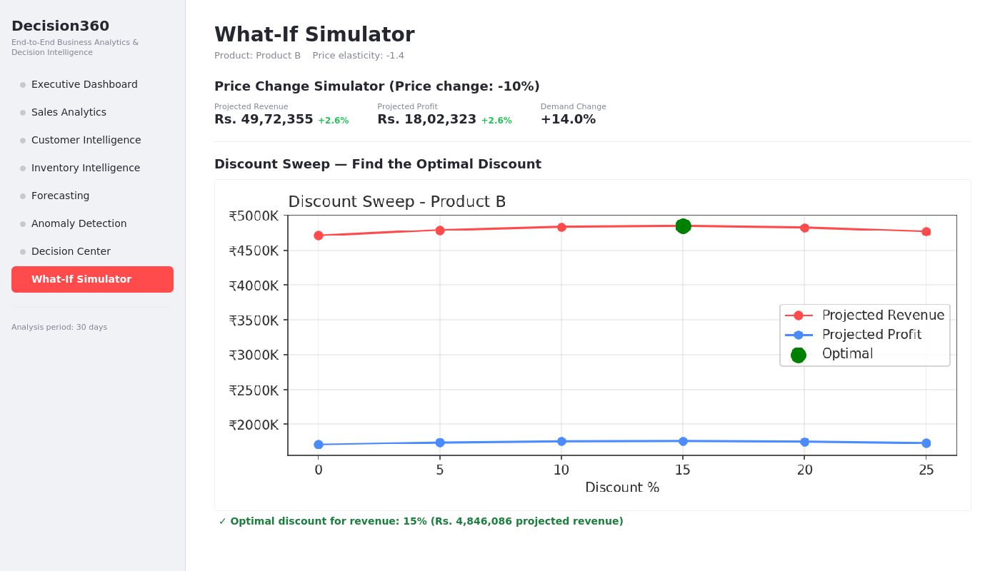 Decision360
End-to-End Business Analytics &
Decision Intelligence
Executive Dashboard
Sales Analytics
Customer Intelligence
Inventory Intelligence
Forecasting
Anomaly Detection
Decision Center
What-If Simulator
Analysis period: 30 days
What-If Simulator
Product: Product B Price elasticity: -1.4
Price Change Simulator (Price change: -10%)
Projected Revenue Projected Profit Demand Change
Rs. 49,72,355 +2.6% Rs. 18,02,323 +2.6% +14.0%
Discount Sweep — Find the Optimal Discount
Discount Sweep - Product B
₹5000K
₹4500K
₹4000K
₹3500K
₹3000K
₹2500K
₹2000K
Projected Revenue
Projected Profit
Optimal
0 5 10 15 20 25
Discount %
✓ Optimal discount for revenue: 15% (Rs. 4,846,086 projected revenue)